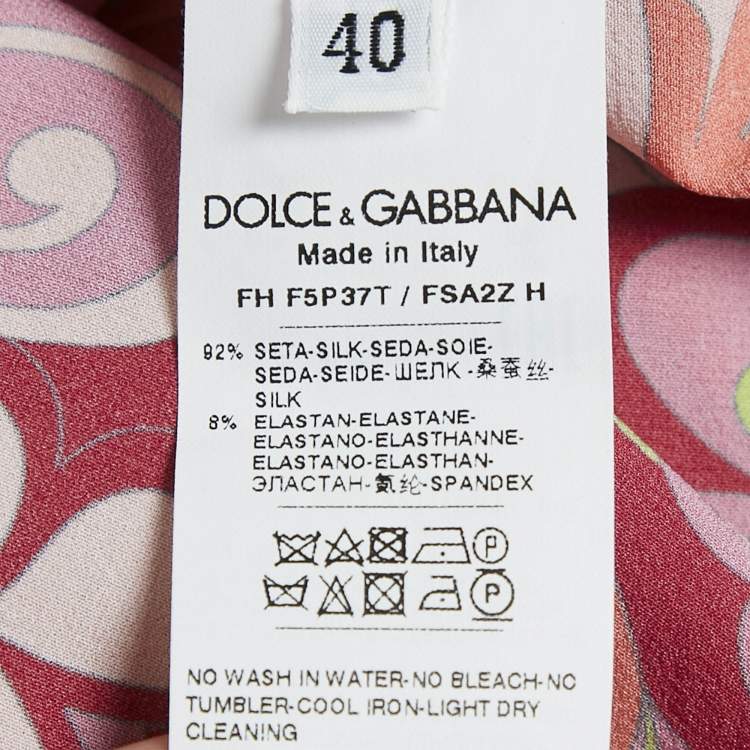 40
DOLCE & GABBANA
Made in Italy
FH F5P37T / FSA2Z H
92% SETA-SILK-SEDA-SOIE-
SEDA-SEIDE-ШЕЛК-桑蚕丝-
SILK
8% ELASTAN-ELASTANE-
ELASTANO-ELASTHANNE-
ELASTANO-ELASTHAN-
ЭЛАСТАН-氨纶-SPANDEX
P
P
NO WASH IN WATER-NO BLEACH-NO
TUMBLER-COOL IRON-LIGHT DRY
CLEANING